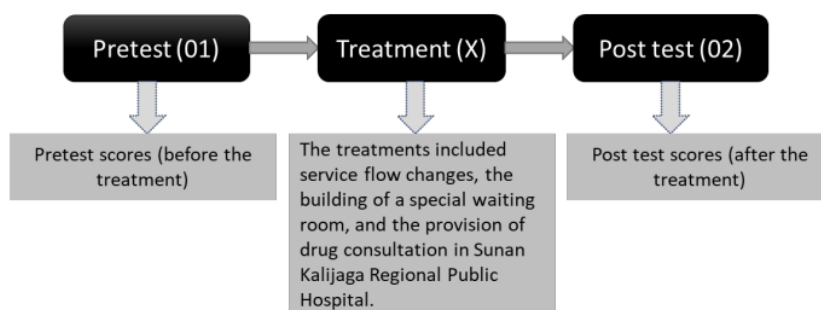 Pretest (01)
Treatment (X)
Post test (02)
Pretest scores (before the
treatment)
The treatments included
service flow changes, the
building of a special waiting
room, and the provision of
drug consultation in Sunan
Kalijaga Regional Public
Hospital.
Post test scores (after the
treatment)